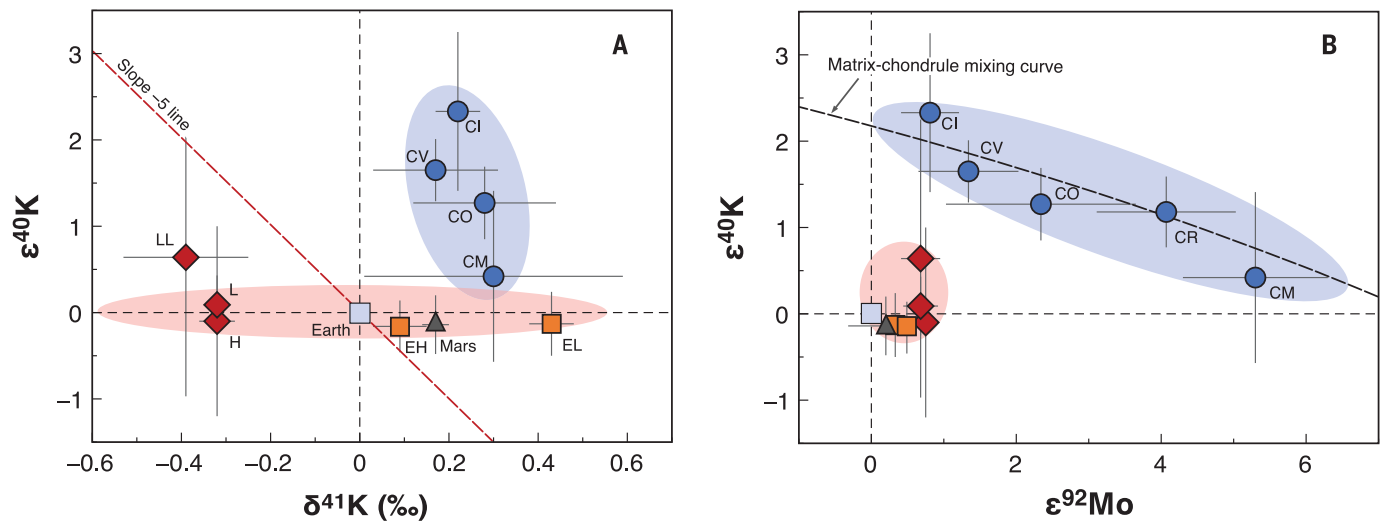 A
3
2
1
0
−1
ε⁴⁰K
Slope −5 line
CI
CV
CO
CM
LL
L
H
Earth
EH
Mars
EL
−0.6
−0.4
−0.2
0
0.2
0.4
0.6
δ⁴¹K (‰)
B
3
2
1
0
−1
ε⁴⁰K
Matrix-chondrule mixing curve
CI
CV
CO
CR
CM
0
2
4
6
ε⁹²Mo